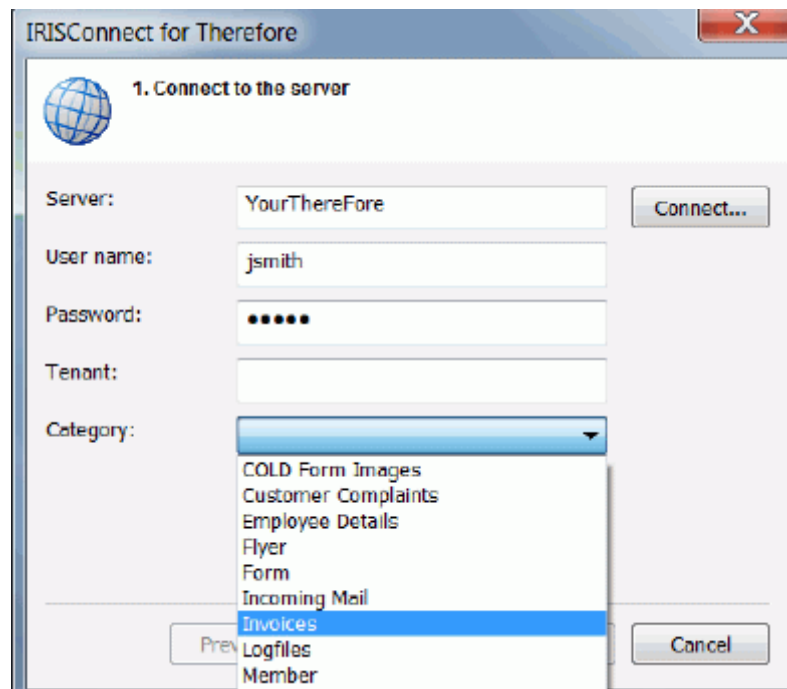 IRISConnect for Therefore
1. Connect to the server
Server: YourThereFore Connect...
User name: jsmith
Password: •••••
Tenant:
Category:
COLD Form Images
Customer Complaints
Employee Details
Flyer
Form
Incoming Mail
Invoices
Logfiles
Member
Prev Cancel